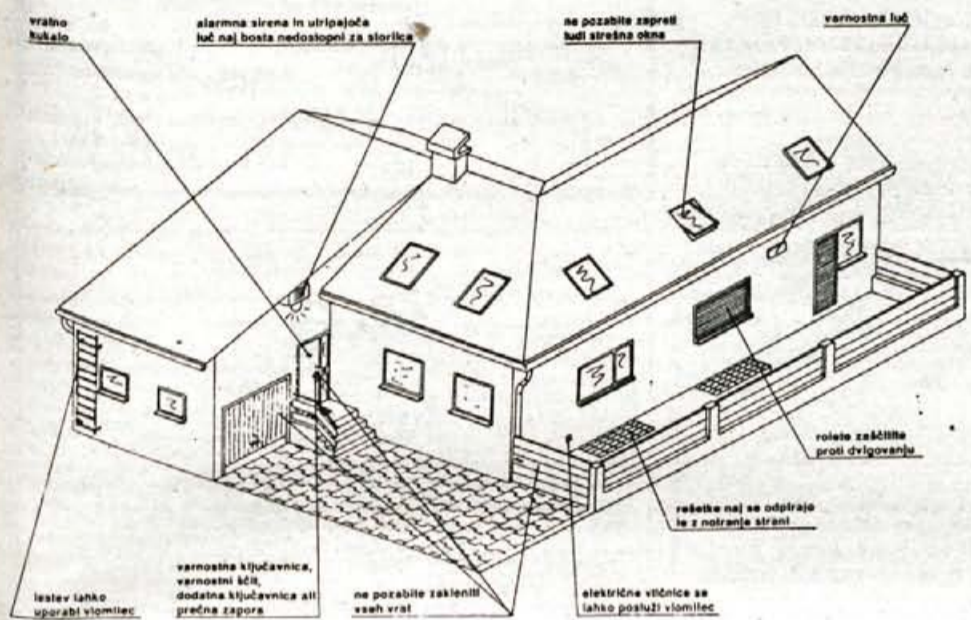 vratno
kukalo
alarmna sirena in utripajoča
luč naj bosta nedostopni za storilca
ne pozabite zapreti
tudi strešna okna
varnostna luč
rolete zaščitite
proti dvigovanju
rešetke naj se odpirajo
le z notranje strani
lestev lahko
uporabi vlomilec
varnostna ključavnica,
varnostni ščit,
dodatna ključavnica ali
prečna zapora
ne pozabite zakleniti
vseh vrat
električne vtičnice se
lahko posluži vlomilec